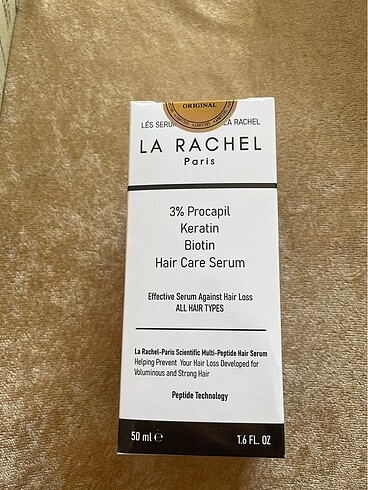 ORIGINAL
LÉS SERU LA RACHEL
LA RACHEL
Paris
3% Procapil
Keratin
Biotin
Hair Care Serum
Effective Serum Against Hair Loss
ALL HAIR TYPES
La Rachel-Paris Scientific Multi-Peptide Hair Serum
Helping Prevent Your Hair Loss Developed for
Voluminous and Strong Hair
Peptide Technology
50 ml ℮ 1.6 FL. OZ